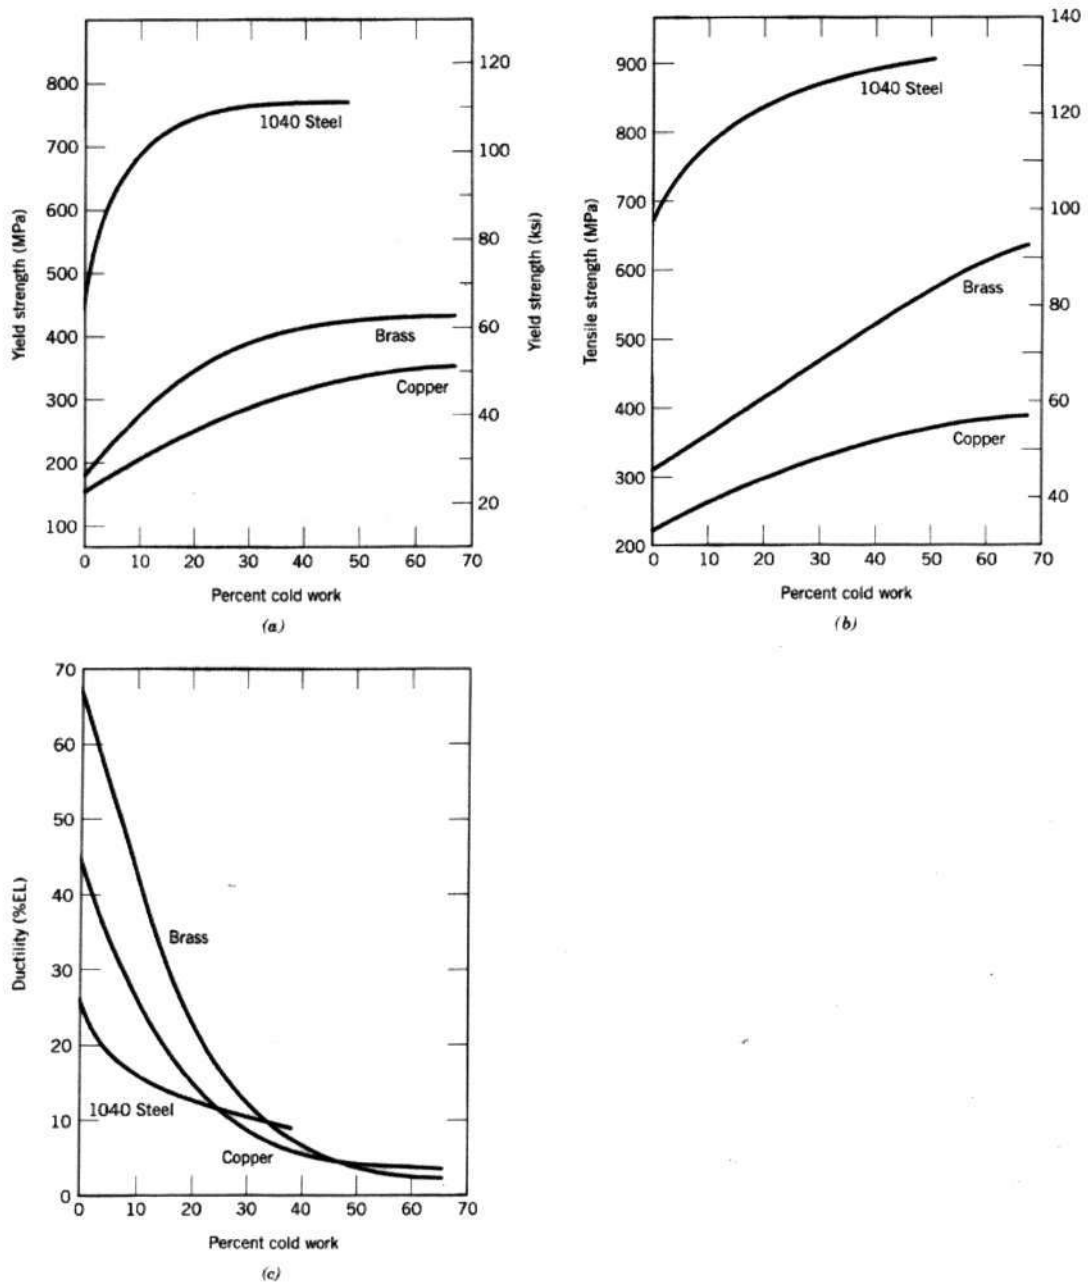 Yield strength (MPa)
800
700
600
500
400
300
200
100
1040 Steel
Brass
Copper
120
100
80
60
40
20
Yield strength (ksi)
0 10 20 30 40 50 60 70
Percent cold work
(a)
Tensile strength (MPa)
900
800
700
600
500
400
300
200
1040 Steel
Brass
Copper
140
120
100
80
60
40
0 10 20 30 40 50 60 70
Percent cold work
(b)
Ductility (%EL)
70
60
50
40
30
20
10
0
Brass
1040 Steel
Copper
0 10 20 30 40 50 60 70
Percent cold work
(c)